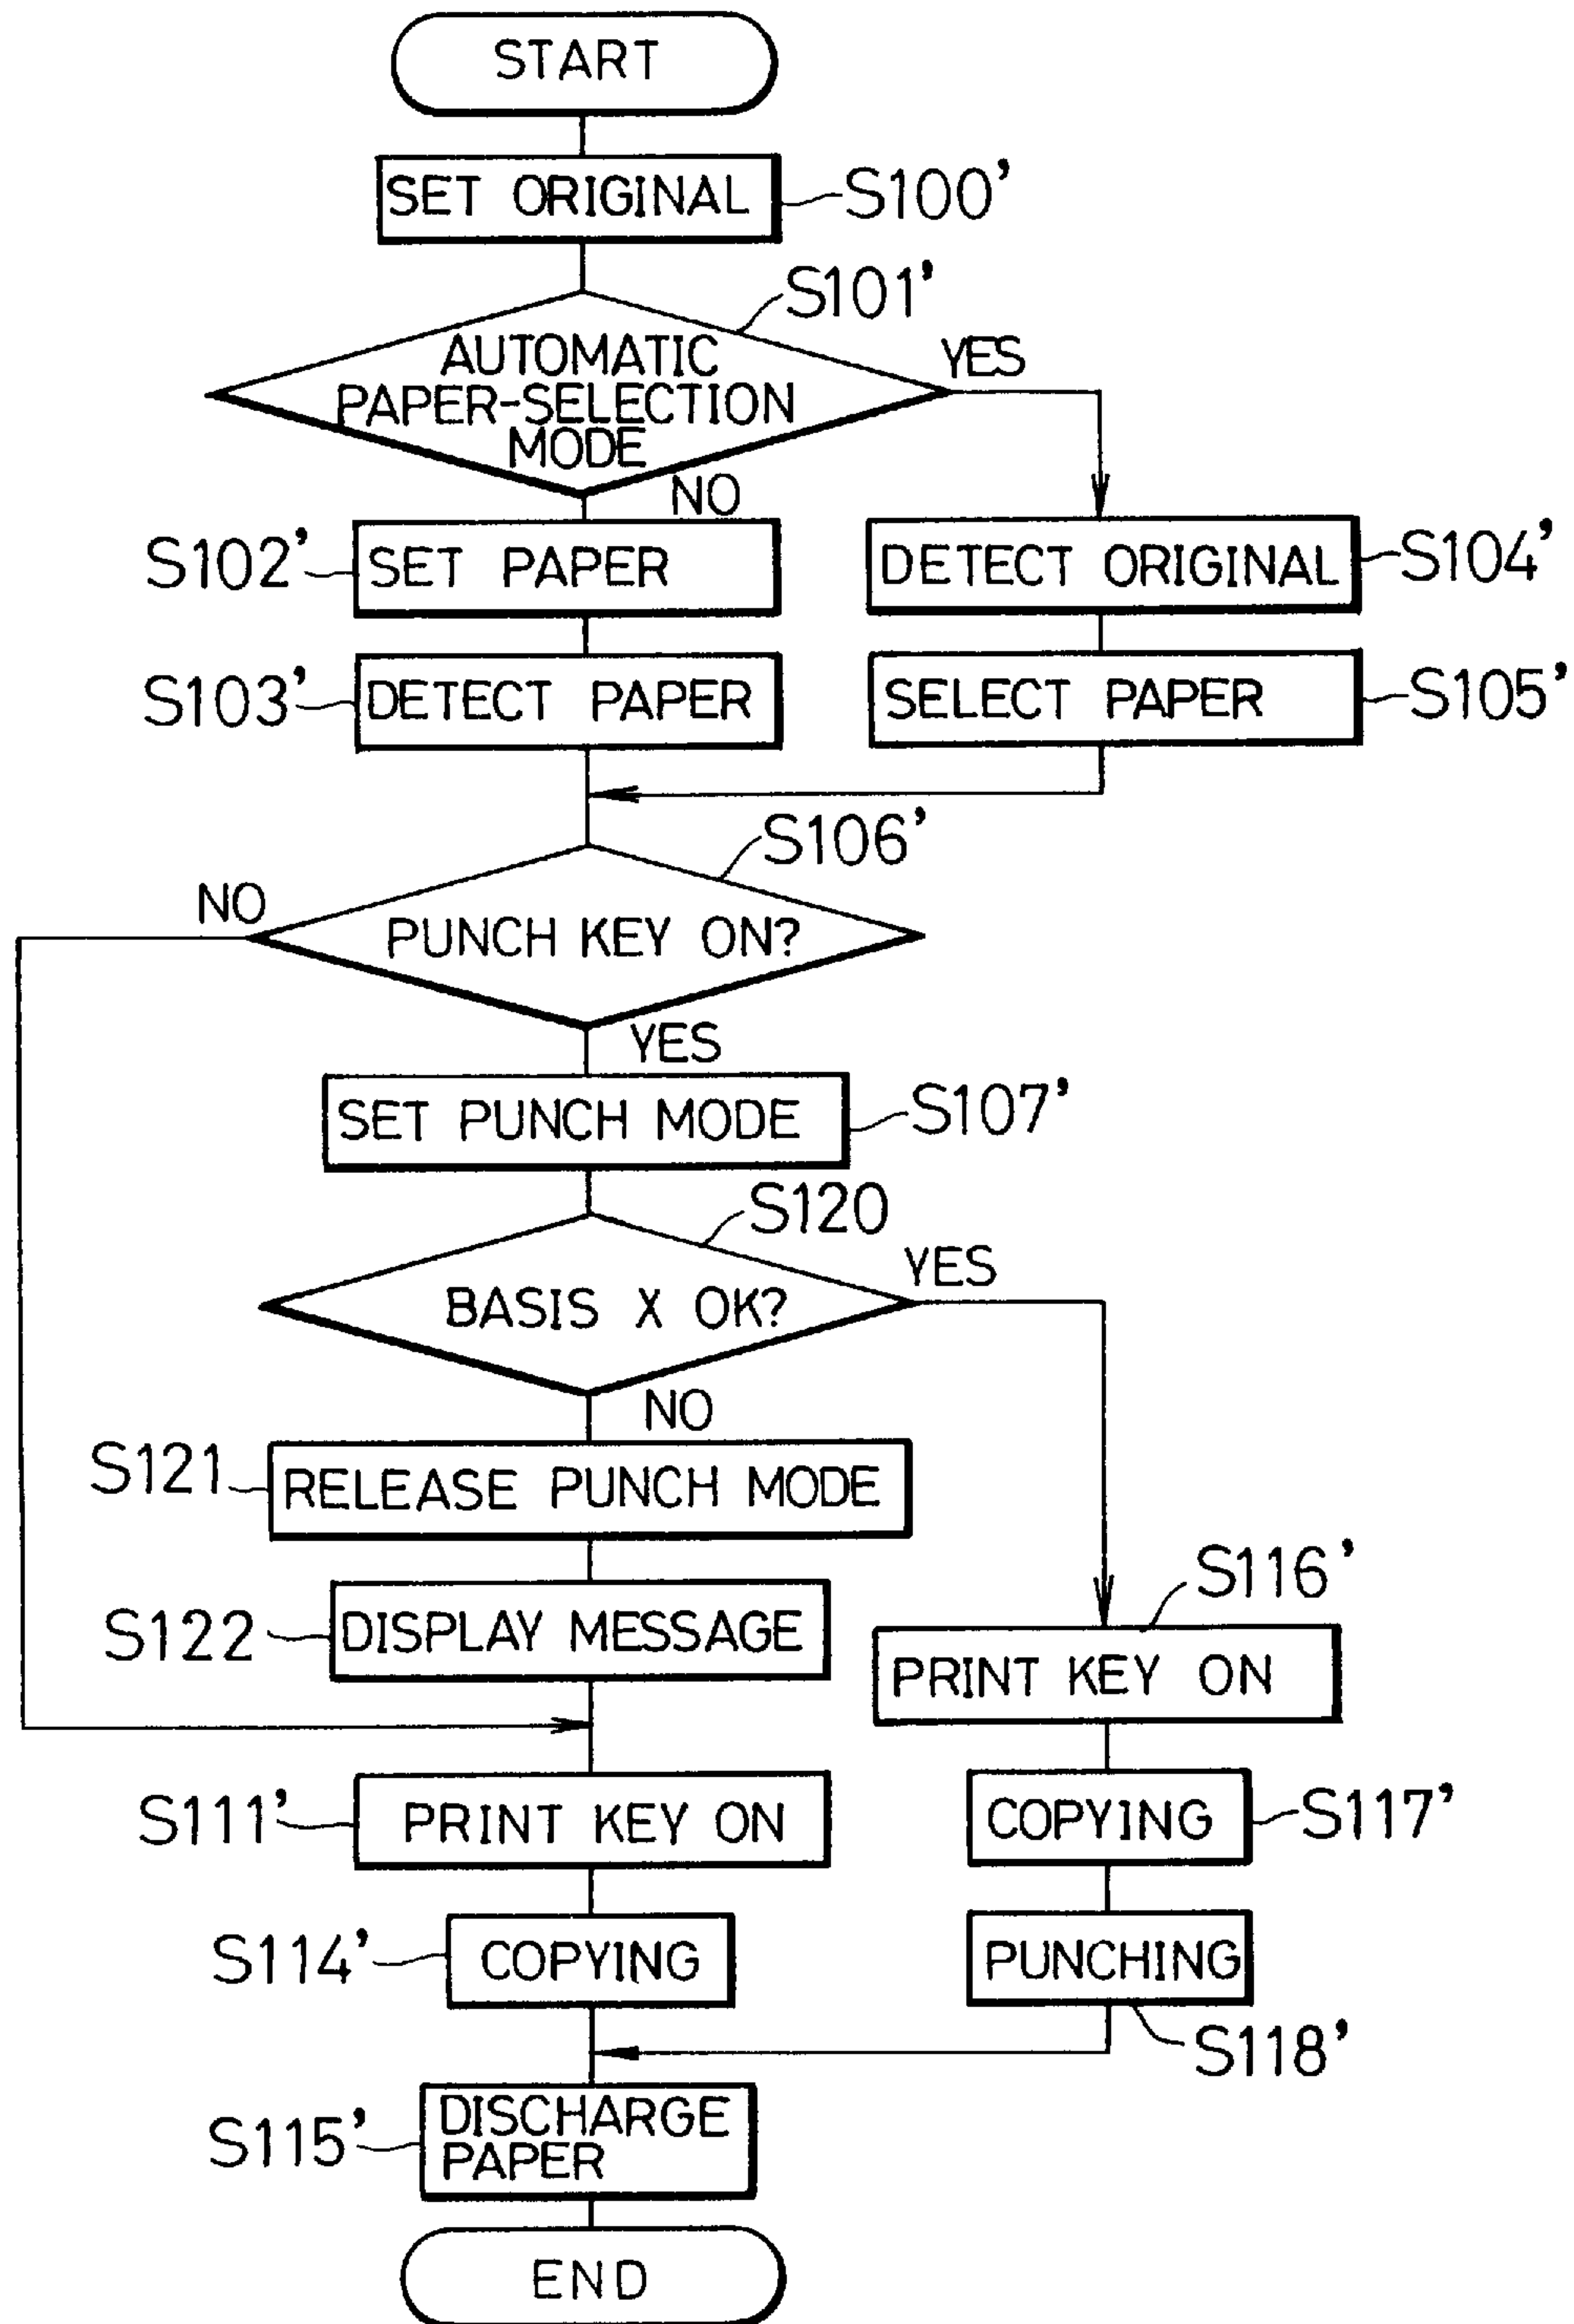 START
SET ORIGINAL
S100'
S101'
AUTOMATIC
PAPER-SELECTION
MODE
YES
NO
S102'
SET PAPER
DETECT ORIGINAL
S104'
S103'
DETECT PAPER
SELECT PAPER
S105'
S106'
NO
PUNCH KEY ON?
YES
SET PUNCH MODE
S107'
S120
YES
BASIS X OK?
NO
S121
RELEASE PUNCH MODE
S116'
S122
DISPLAY MESSAGE
PRINT KEY ON
S111'
PRINT KEY ON
COPYING
S117'
S114'
COPYING
PUNCHING
S118'
S115'
DISCHARGE
PAPER
END